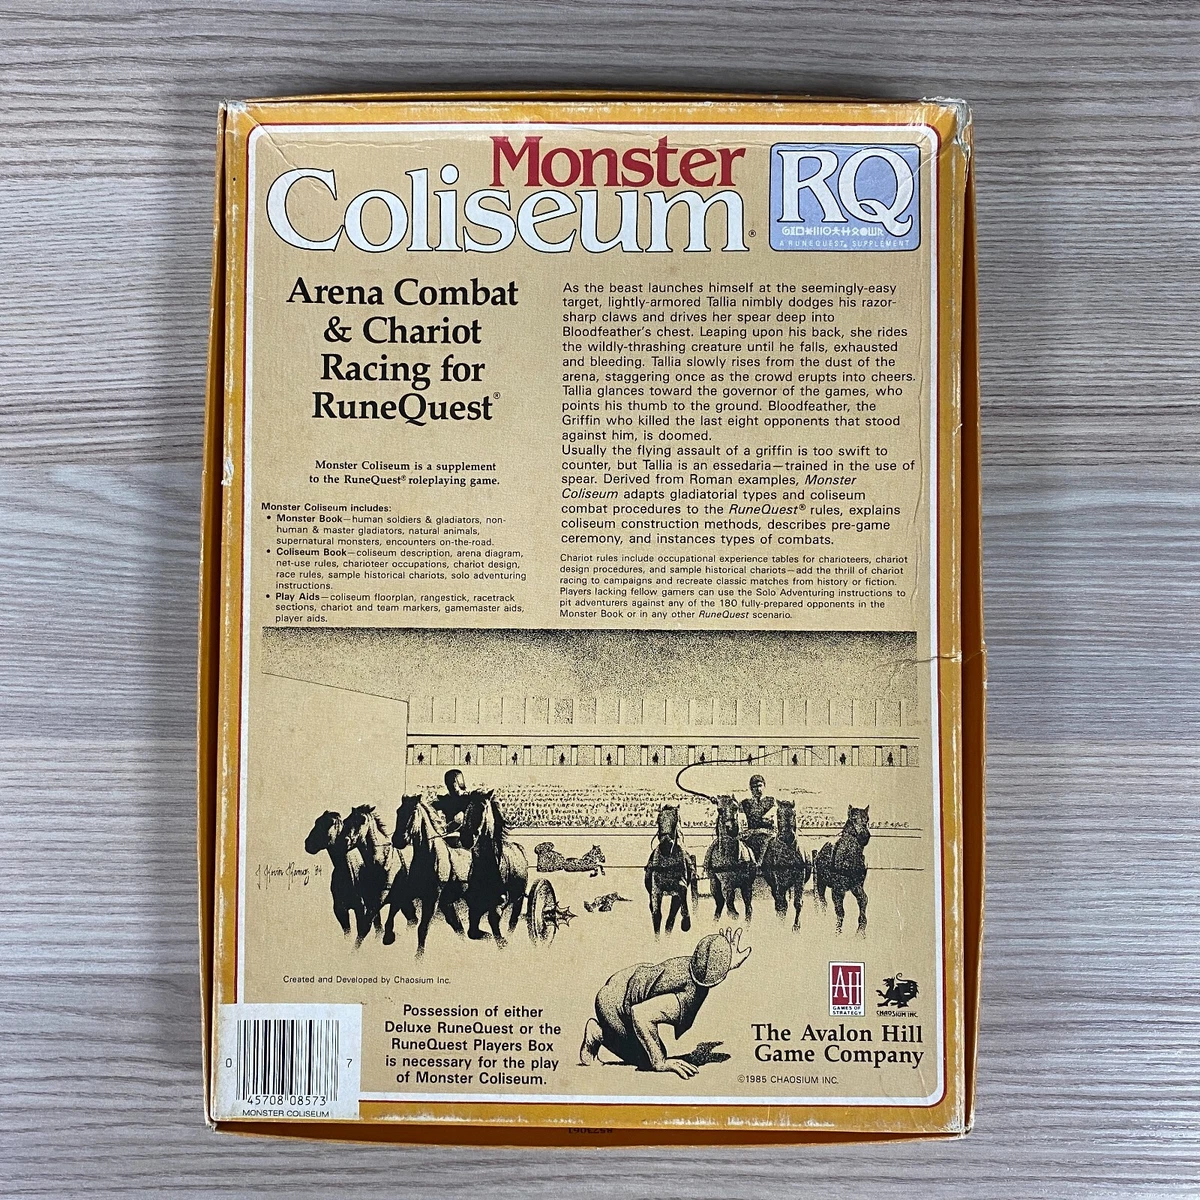 Monster
Coliseum®
RQ
A RUNEQUEST® SUPPLEMENT
Arena Combat
& Chariot
Racing for
RuneQuest®
Monster Coliseum is a supplement
to the RuneQuest® roleplaying game.
Monster Coliseum includes:
• Monster Book—human soldiers & gladiators, non-
human & master gladiators, natural animals,
supernatural monsters, encounters on-the-road.
• Coliseum Book—coliseum description, arena diagram,
net-use rules, charioteer occupations, chariot design,
race rules, sample historical chariots, solo adventuring
instructions.
• Play Aids—coliseum floorplan, rangestick, racetrack
sections, chariot and team markers, gamemaster aids,
player aids.
As the beast launches himself at the seemingly-easy
target, lightly-armored Tallia nimbly dodges his razor-
sharp claws and drives her spear deep into
Bloodfeather's chest. Leaping upon his back, she rides
the wildly-thrashing creature until he falls, exhausted
and bleeding. Tallia slowly rises from the dust of the
arena, staggering once as the crowd erupts into cheers.
Tallia glances toward the governor of the games, who
points his thumb to the ground. Bloodfeather, the
Griffin who killed the last eight opponents that stood
against him, is doomed.
Usually the flying assault of a griffin is too swift to
counter, but Tallia is an essedaria—trained in the use of
spear. Derived from Roman examples, Monster
Coliseum adapts gladiatorial types and coliseum
combat procedures to the RuneQuest® rules, explains
coliseum construction methods, describes pre-game
ceremony, and instances types of combats.
Chariot rules include occupational experience tables for charioteers, chariot
design procedures, and sample historical chariots—add the thrill of chariot
racing to campaigns and recreate classic matches from history or fiction.
Players lacking fellow gamers can use the Solo Adventuring instructions to
pit adventurers against any of the 180 fully-prepared opponents in the
Monster Book or in any other RuneQuest scenario.
Created and Developed by Chaosium Inc.
Possession of either
Deluxe RuneQuest or the
RuneQuest Players Box
is necessary for the play
of Monster Coliseum.
AH
GAMES OF
STRATEGY
CHAOSIUM INC.
The Avalon Hill
Game Company
©1985 CHAOSIUM INC.
0 45708 08573 7
MONSTER COLISEUM